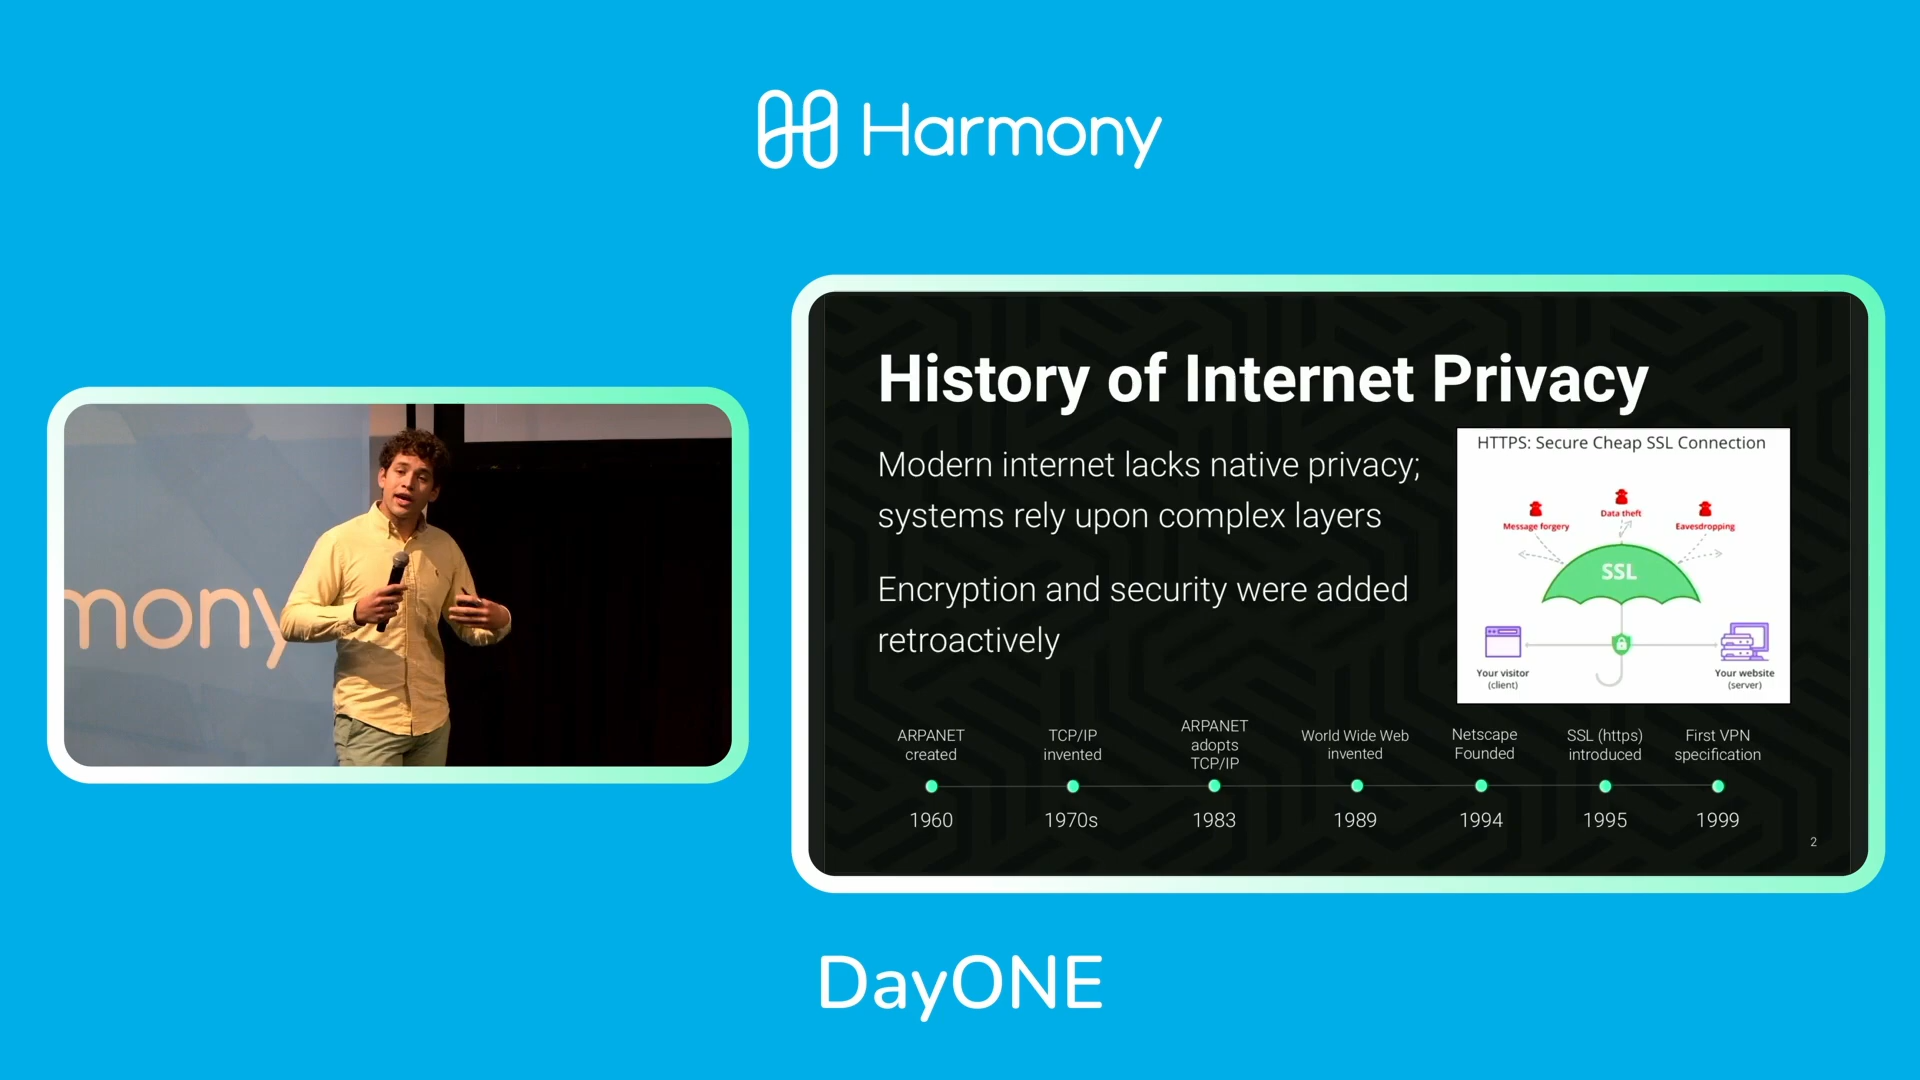 Harmony
mony
History of Internet Privacy
Modern internet lacks native privacy;
systems rely upon complex layers
Encryption and security were added
retroactively
HTTPS: Secure Cheap SSL Connection
Message forgery
Data theft
Eavesdropping
SSL
Your visitor
(client)
Your website
(server)
ARPANET
created
1960
TCP/IP
invented
1970s
ARPANET
adopts
TCP/IP
1983
World Wide Web
invented
1989
Netscape
Founded
1994
SSL (https)
introduced
1995
First VPN
specification
1999
2
DayONE